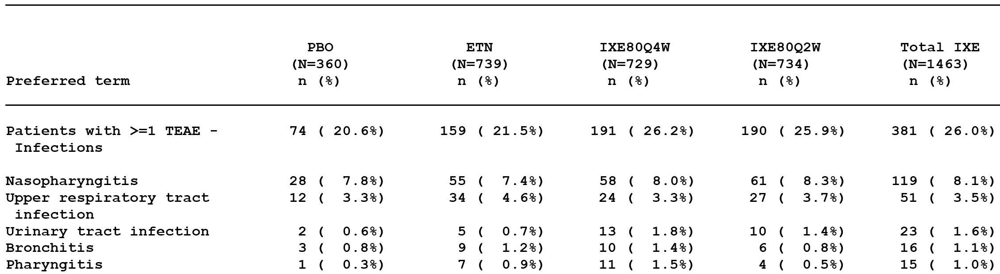 PBO ETN IXE80Q4W IXE80Q2W Total IXE
(N=360) (N=739) (N=729) (N=734) (N=1463)
Preferred term n (%) n (%) n (%) n (%) n (%)
Patients with >=1 TEAE - 74 ( 20.6%) 159 ( 21.5%) 191 ( 26.2%) 190 ( 25.9%) 381 ( 26.0%)
Infections
Nasopharyngitis 28 ( 7.8%) 55 ( 7.4%) 58 ( 8.0%) 61 ( 8.3%) 119 ( 8.1%)
Upper respiratory tract 12 ( 3.3%) 34 ( 4.6%) 24 ( 3.3%) 27 ( 3.7%) 51 ( 3.5%)
infection
Urinary tract infection 2 ( 0.6%) 5 ( 0.7%) 13 ( 1.8%) 10 ( 1.4%) 23 ( 1.6%)
Bronchitis 3 ( 0.8%) 9 ( 1.2%) 10 ( 1.4%) 6 ( 0.8%) 16 ( 1.1%)
Pharyngitis 1 ( 0.3%) 7 ( 0.9%) 11 ( 1.5%) 4 ( 0.5%) 15 ( 1.0%)